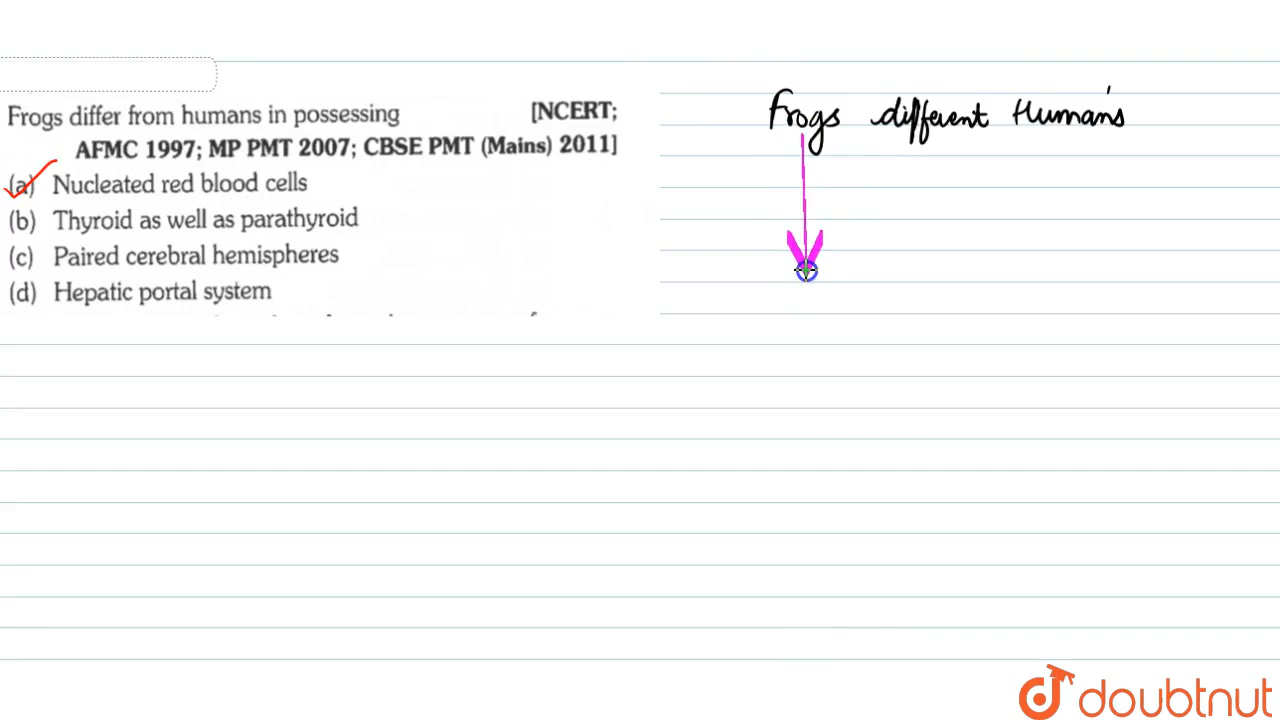 Frogs differ from humans in possessing [NCERT;
AFMC 1997; MP PMT 2007; CBSE PMT (Mains) 2011]
(a) Nucleated red blood cells
(b) Thyroid as well as parathyroid
(c) Paired cerebral hemispheres
(d) Hepatic portal system
Frogs different Human's
doubtnut